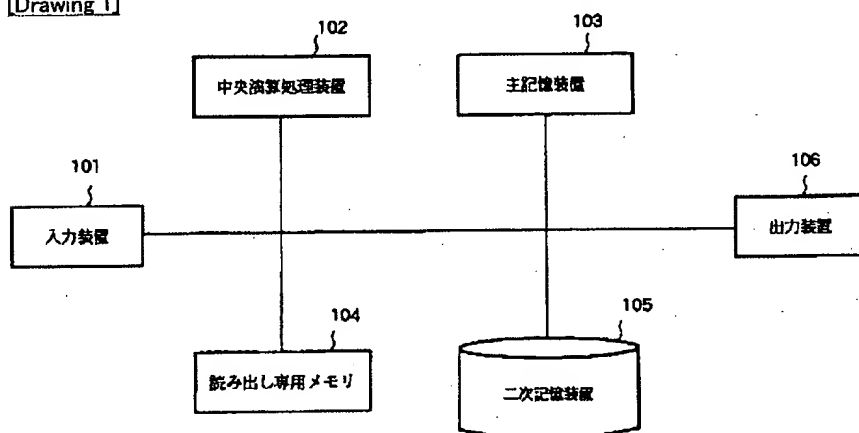 [Drawing 1]
102
中央演算処理装置
103
主記憶装置
101
入力装置
106
出力装置
104
読み出し専用メモリ
105
二次記憶装置